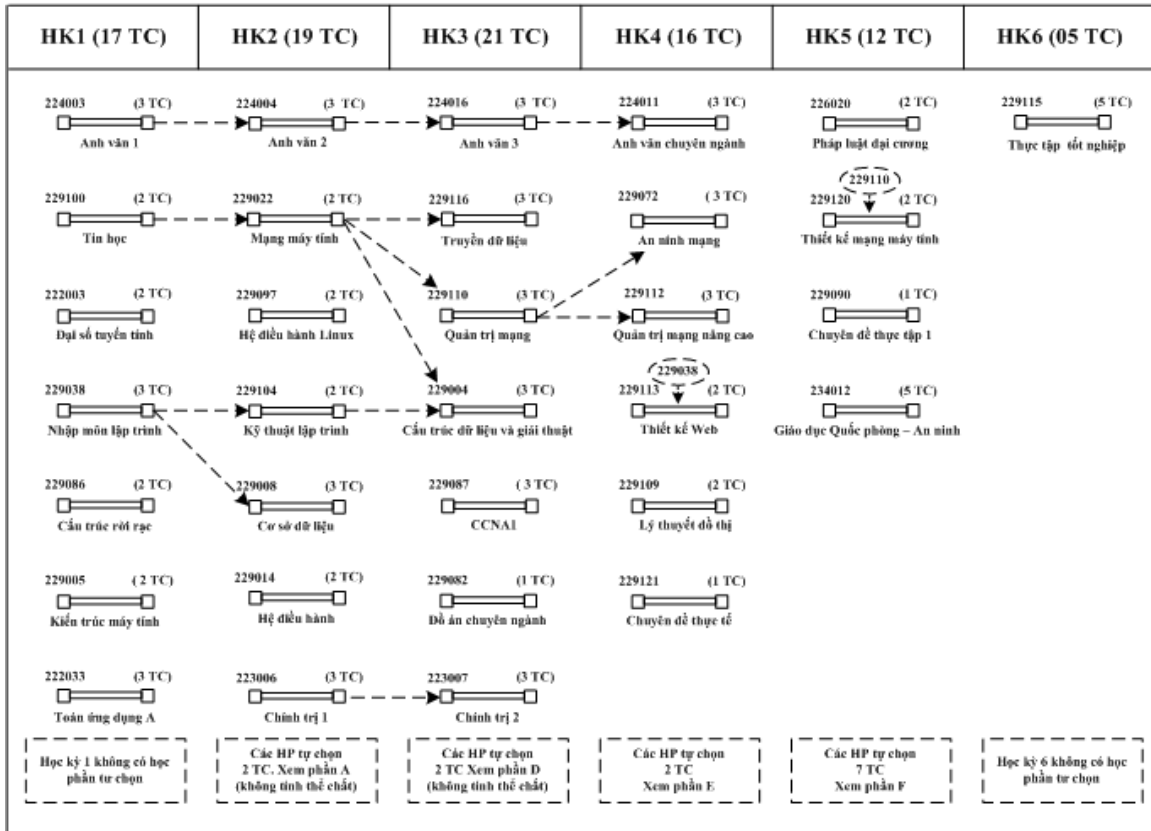 HK1 (17 TC) HK2 (19 TC) HK3 (21 TC) HK4 (16 TC) HK5 (12 TC) HK6 (05 TC)
224003 (3 TC) 224004 (3 TC) 224016 (3 TC) 224011 (3 TC) 226020 (2 TC) 229115 (5 TC)
Anh văn 1 Anh văn 2 Anh văn 3 Anh văn chuyên ngành Pháp luật đại cương Thực tập tốt nghiệp
229110
229100 (2 TC) 229022 (2 TC) 229116 (3 TC) 229072 ( 3 TC) 229120 (2 TC)
Tin học Mạng máy tính Truyền dữ liệu An ninh mạng Thiết kế mạng máy tính
222003 (2 TC) 229097 (2 TC) 229110 (3 TC) 229112 (3 TC) 229090 (1 TC)
Đại số tuyến tính Hệ điều hành Linux Quản trị mạng Quản trị mạng nâng cao Chuyên đề thực tập 1
229038
229038 (3 TC) 229104 (2 TC) 229004 (3 TC) 229113 (2 TC) 234012 (5 TC)
Nhập môn lập trình Kỹ thuật lập trình Cấu trúc dữ liệu và giải thuật Thiết kế Web Giáo dục Quốc phòng – An ninh
229086 (2 TC) 229008 (3 TC) 229087 ( 3 TC) 229109 (2 TC)
Cấu trúc rời rạc Cơ sở dữ liệu CCNA1 Lý thuyết đồ thị
229005 ( 2 TC) 229014 (2 TC) 229082 (1 TC) 229121 (1 TC)
Kiến trúc máy tính Hệ điều hành Đồ án chuyên ngành Chuyên đề thực tế
222033 (3 TC) 223006 (3 TC) 223007 (3 TC)
Toán ứng dụng A Chính trị 1 Chính trị 2
Học kỳ 1 không có học
phần tư chọn
Các HP tự chọn
2 TC. Xem phần A
(không tính thể chất)
Các HP tự chọn
2 TC Xem phần D
(không tính thể chất)
Các HP tự chọn
2 TC
Xem phần E
Các HP tự chọn
7 TC
Xem phần F
Học kỳ 6 không có học
phần tư chọn